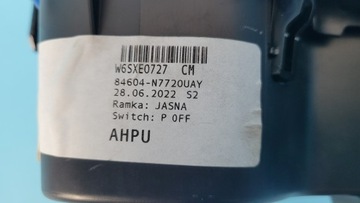 W6SXE0727 CM
84604-N7720UAY
28.06.2022 S2
Ramka: JASNA
Switch: P OFF
AHPU